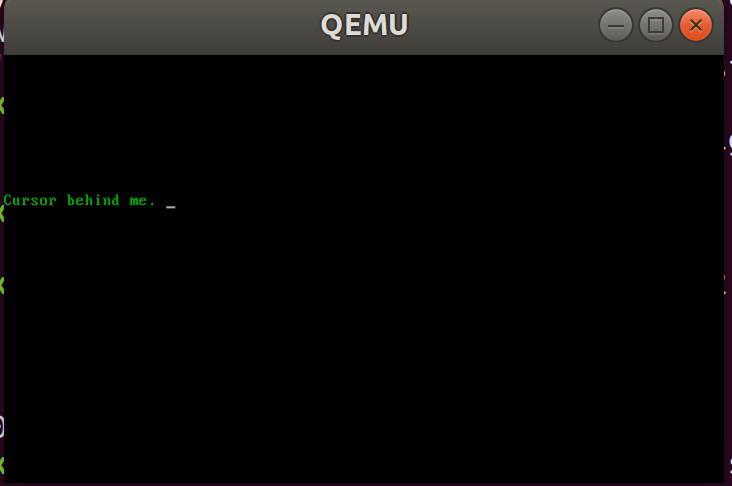 QEMU
Cursor behind me. _